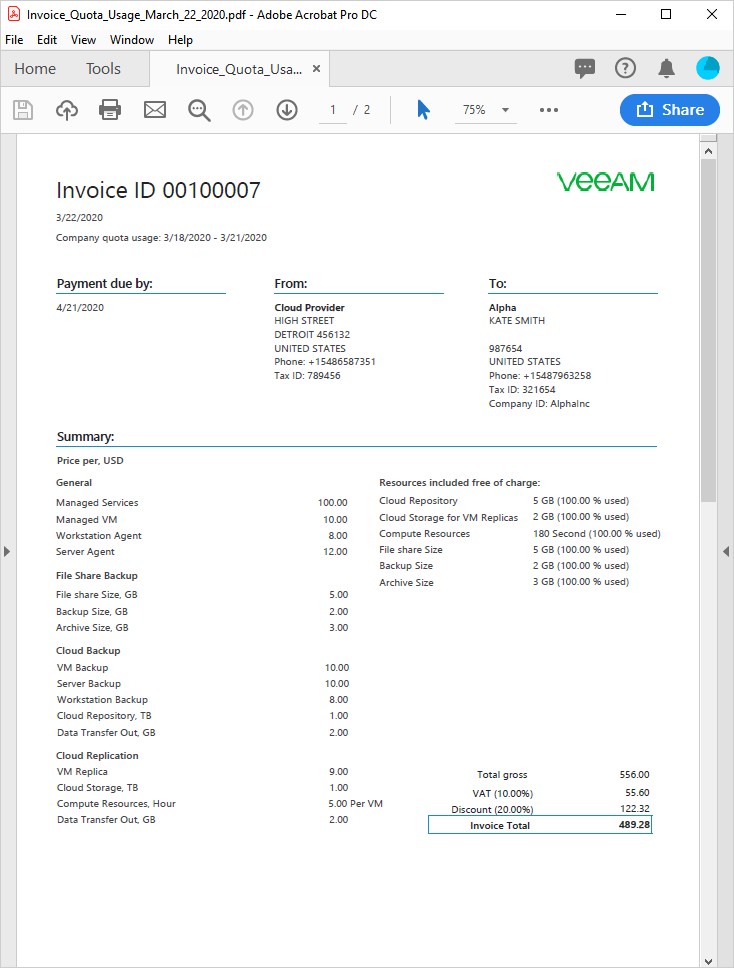 Invoice_Quota_Usage_March_22_2020.pdf - Adobe Acrobat Pro DC
File Edit View Window Help
Home Tools Invoice_Quota_Usa... ×
1 / 2 75% Share
Invoice ID 00100007 VEEAM
3/22/2020
Company quota usage: 3/18/2020 - 3/21/2020
Payment due by:
4/21/2020
From:
Cloud Provider
HIGH STREET
DETROIT 456132
UNITED STATES
Phone: +15486587351
Tax ID: 789456
To:
Alpha
KATE SMITH
987654
UNITED STATES
Phone: +15487963258
Tax ID: 321654
Company ID: AlphaInc
Summary:
Price per, USD
General
Managed Services 100.00
Managed VM 10.00
Workstation Agent 8.00
Server Agent 12.00
File Share Backup
File share Size, GB 5.00
Backup Size, GB 2.00
Archive Size, GB 3.00
Cloud Backup
VM Backup 10.00
Server Backup 10.00
Workstation Backup 8.00
Cloud Repository, TB 1.00
Data Transfer Out, GB 2.00
Cloud Replication
VM Replica 9.00
Cloud Storage, TB 1.00
Compute Resources, Hour 5.00 Per VM
Data Transfer Out, GB 2.00
Resources included free of charge:
Cloud Repository 5 GB (100.00 % used)
Cloud Storage for VM Replicas 2 GB (100.00 % used)
Compute Resources 180 Second (100.00 % used)
File share Size 5 GB (100.00 % used)
Backup Size 2 GB (100.00 % used)
Archive Size 3 GB (100.00 % used)
Total gross 556.00
VAT (10.00%) 55.60
Discount (20.00%) 122.32
Invoice Total 489.28